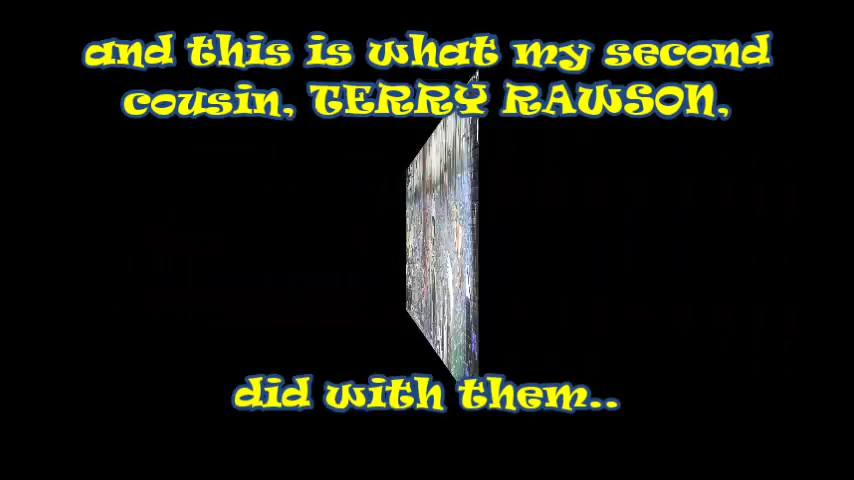 and this is what my second
cousin, TERRY RAWSON,
did with them..